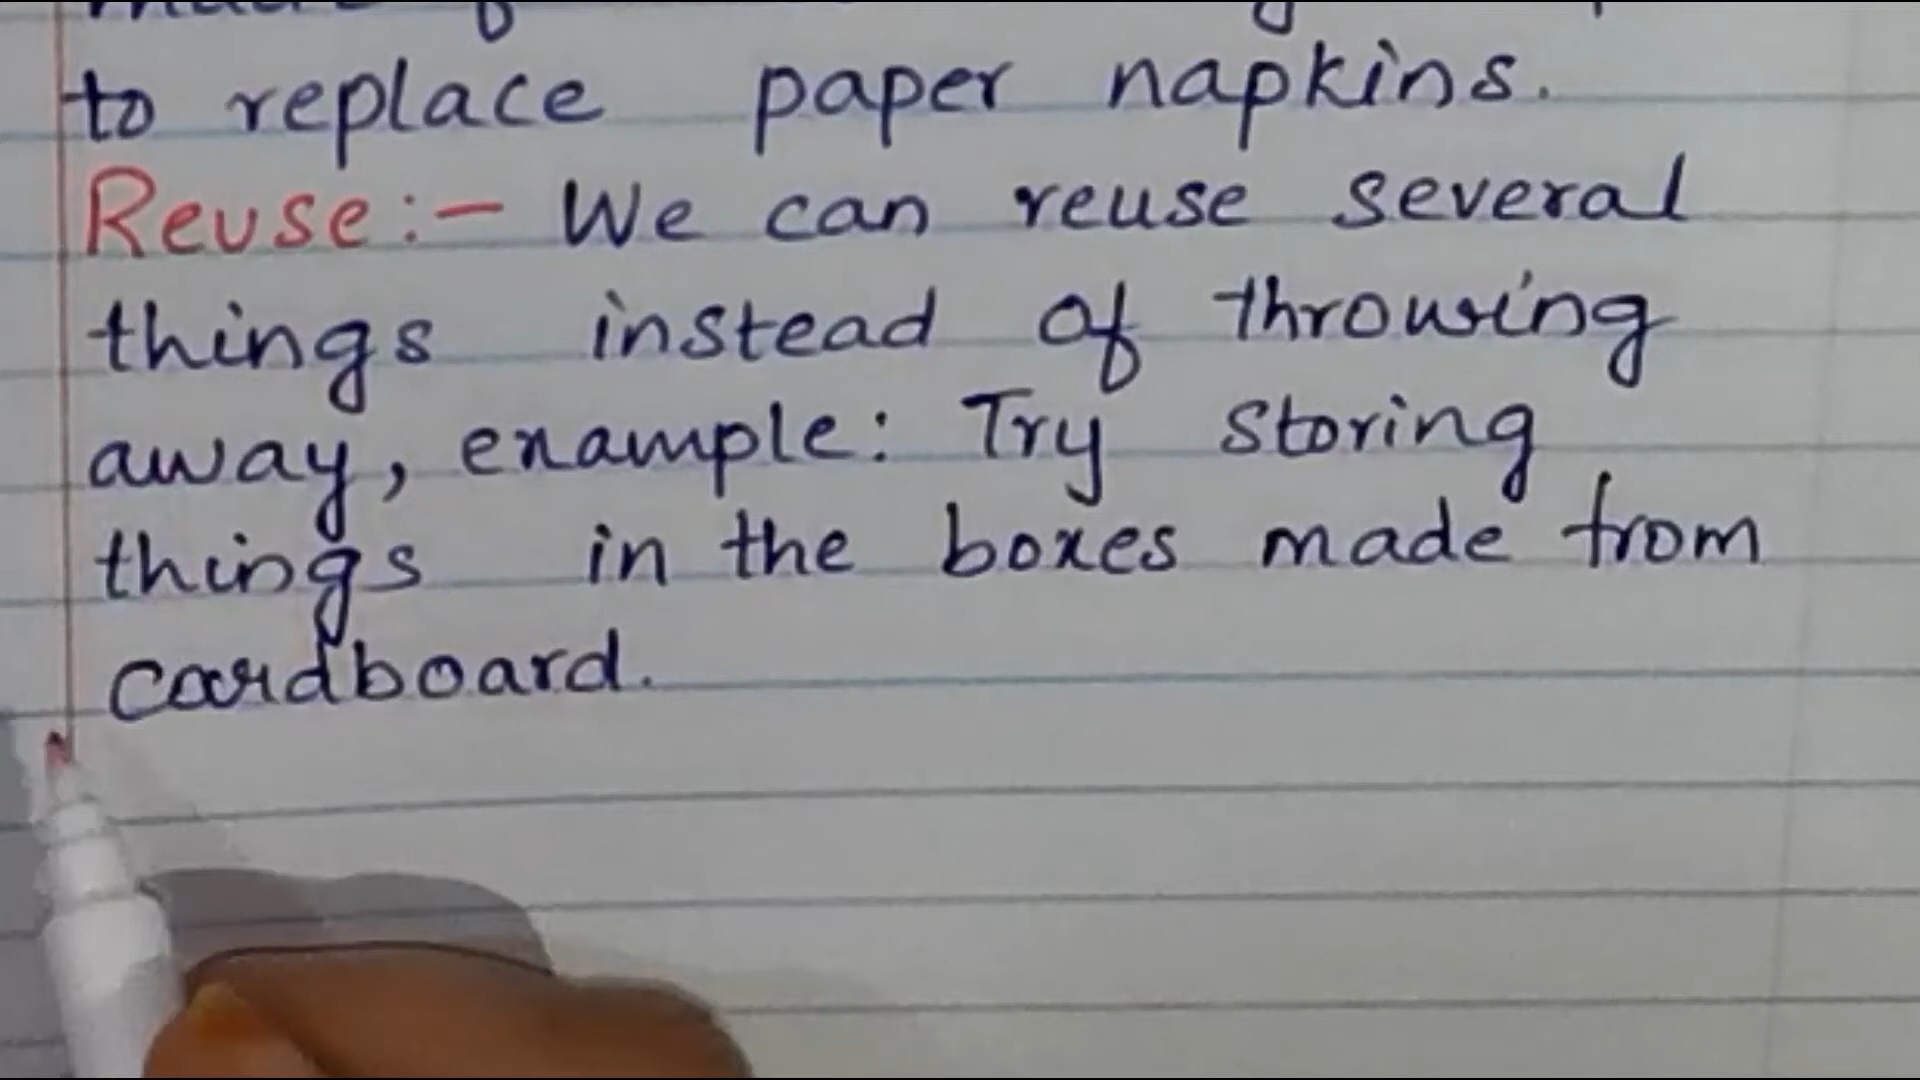 to replace paper napkins.
Reuse:- We can reuse several
things instead of throwing
away, example: Try storing
things in the boxes made from
cardboard.